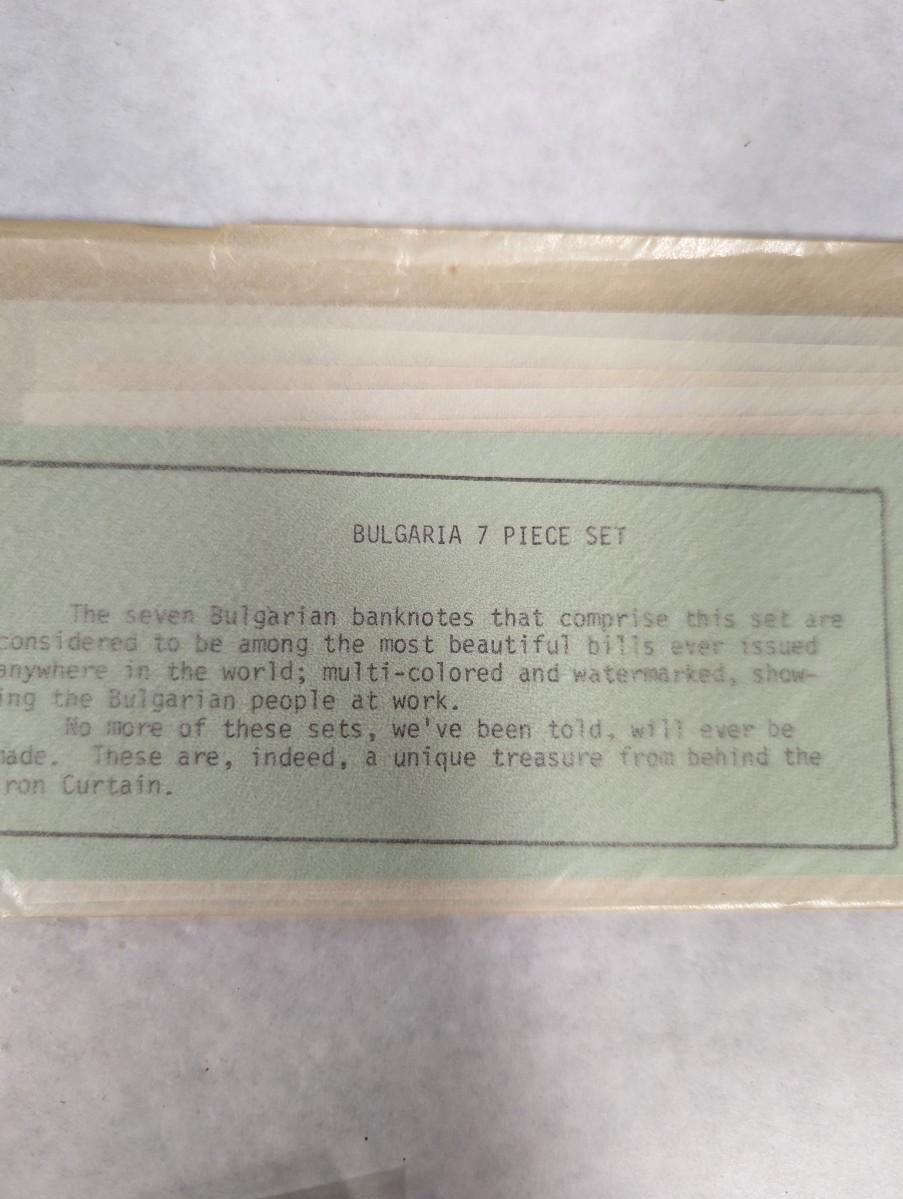 BULGARIA 7 PIECE SET
The seven Bulgarian banknotes that comprise this set are
considered to be among the most beautiful bills ever issued
anywhere in the world; multi-colored and watermarked, show-
ing the Bulgarian people at work.
No more of these sets, we've been told, will ever be
made. These are, indeed, a unique treasure from behind the
ron Curtain.